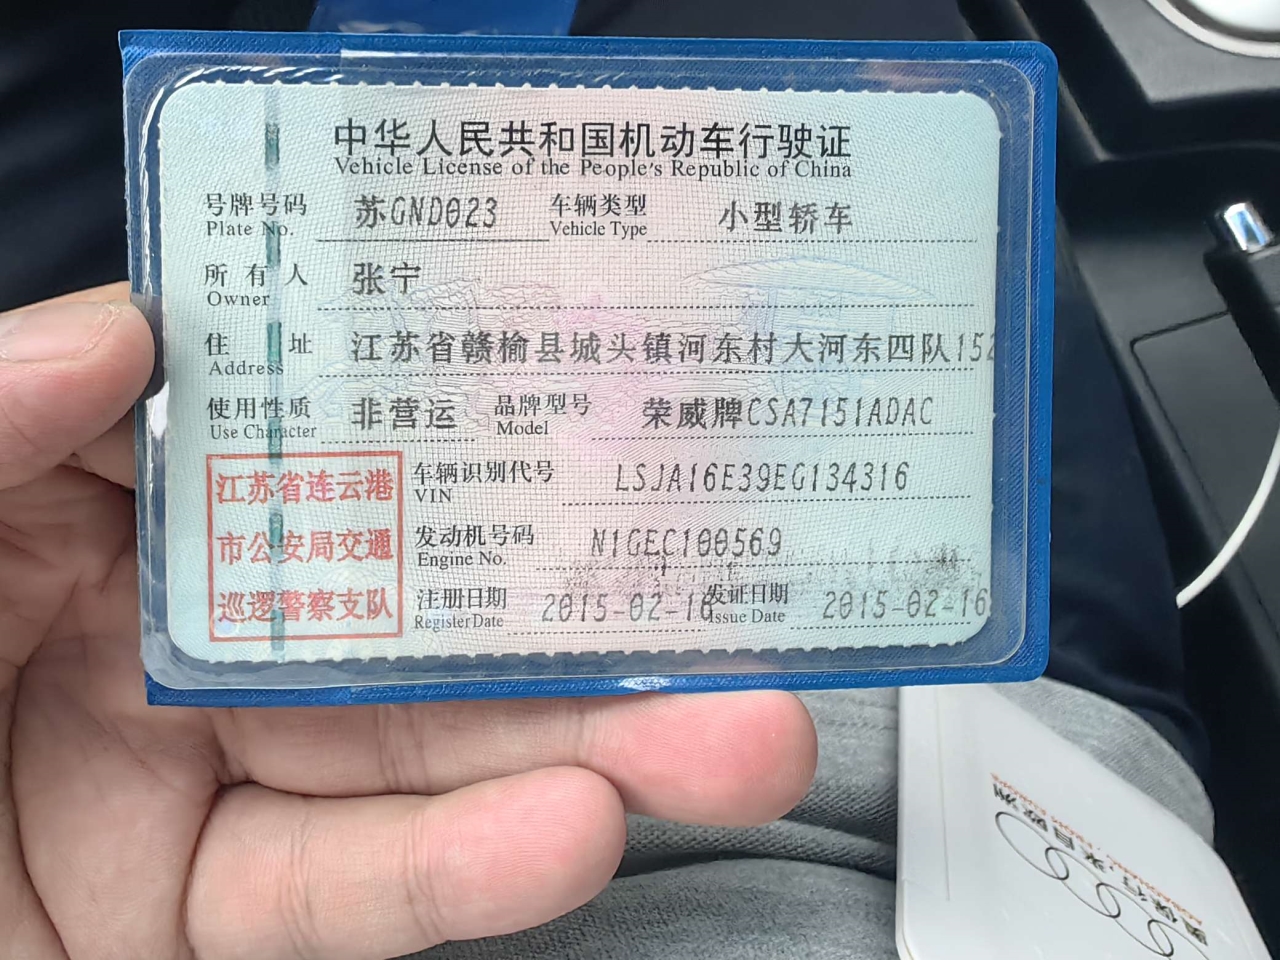 中华人民共和国机动车行驶证
Vehicle License of the People's Republic of China
号牌号码 苏GND023 车辆类型 小型轿车
Plate No. Vehicle Type
所有人 张宁
Owner
住址 江苏省赣榆县城头镇河东村大河东四队152
Address
使用性质 非营运 品牌型号 荣威牌CSA7151ADAC
Use Character Model
江苏省连云港
市公安局交通
巡逻警察支队
车辆识别代号 LSJA16E39EG134316
VIN
发动机号码 N1GEC100569
Engine No.
注册日期 2015-02-16 发证日期 2015-02-16
Register Date Issue Date